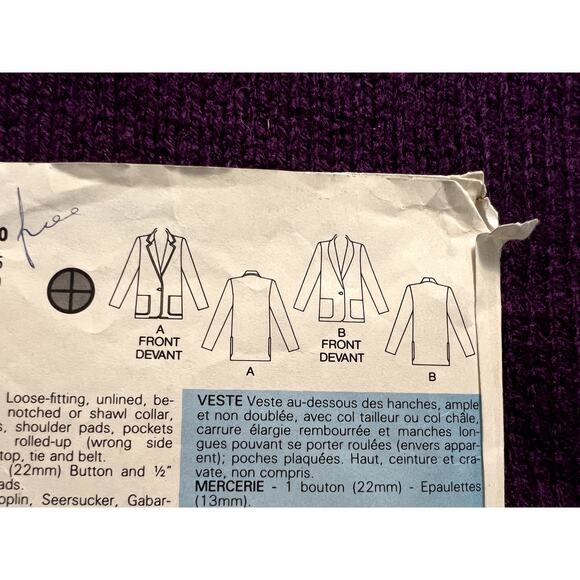 0 free
5
A
FRONT
DEVANT
A
B
FRONT
DEVANT
B
Loose-fitting, unlined, be-
notched or shawl collar,
s, shoulder pads, pockets
rolled-up (wrong side
top, tie and belt.
(22mm) Button and ½"
ads.
oplin, Seersucker, Gabar-
VESTE Veste au-dessous des hanches, ample
et non doublée, avec col tailleur ou col châle,
carrure élargie rembourrée et manches lon-
gues pouvant se porter roulées (envers appar-
ent); poches plaquées. Haut, ceinture et cra-
vate, non compris.
MERCERIE - 1 bouton (22mm) - Epaulettes
(13mm).